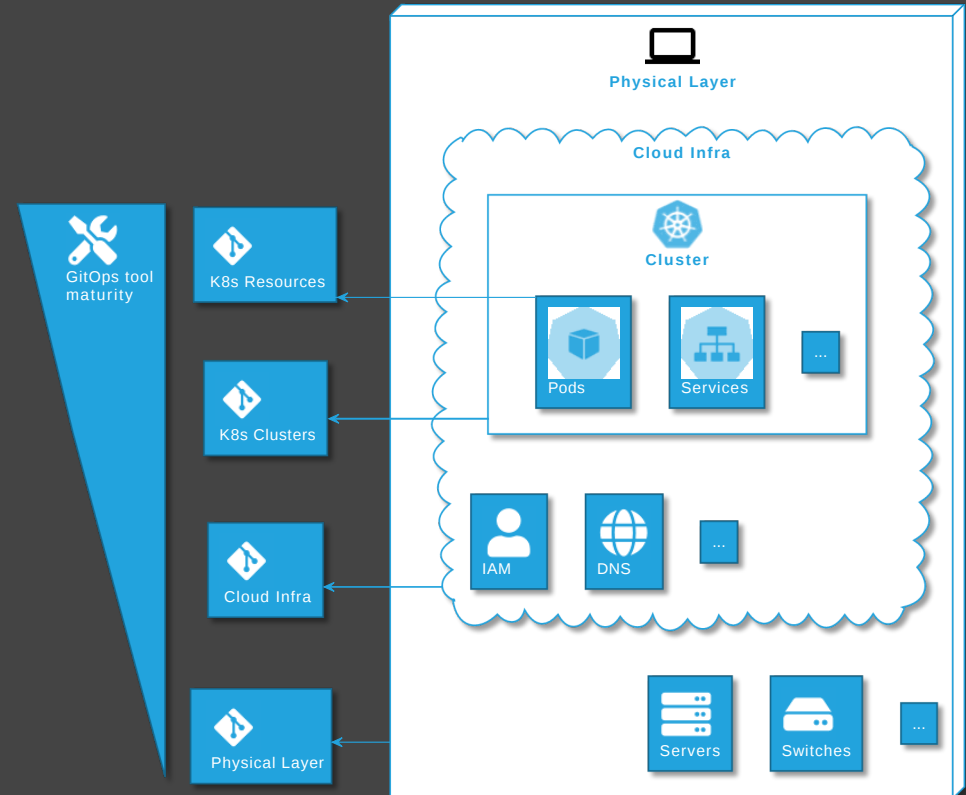 Physical Layer
Cloud Infra
Cluster
GitOps tool
maturity
K8s Resources
Pods
Services
...
K8s Clusters
IAM
DNS
...
Cloud Infra
Servers
Switches
...
Physical Layer